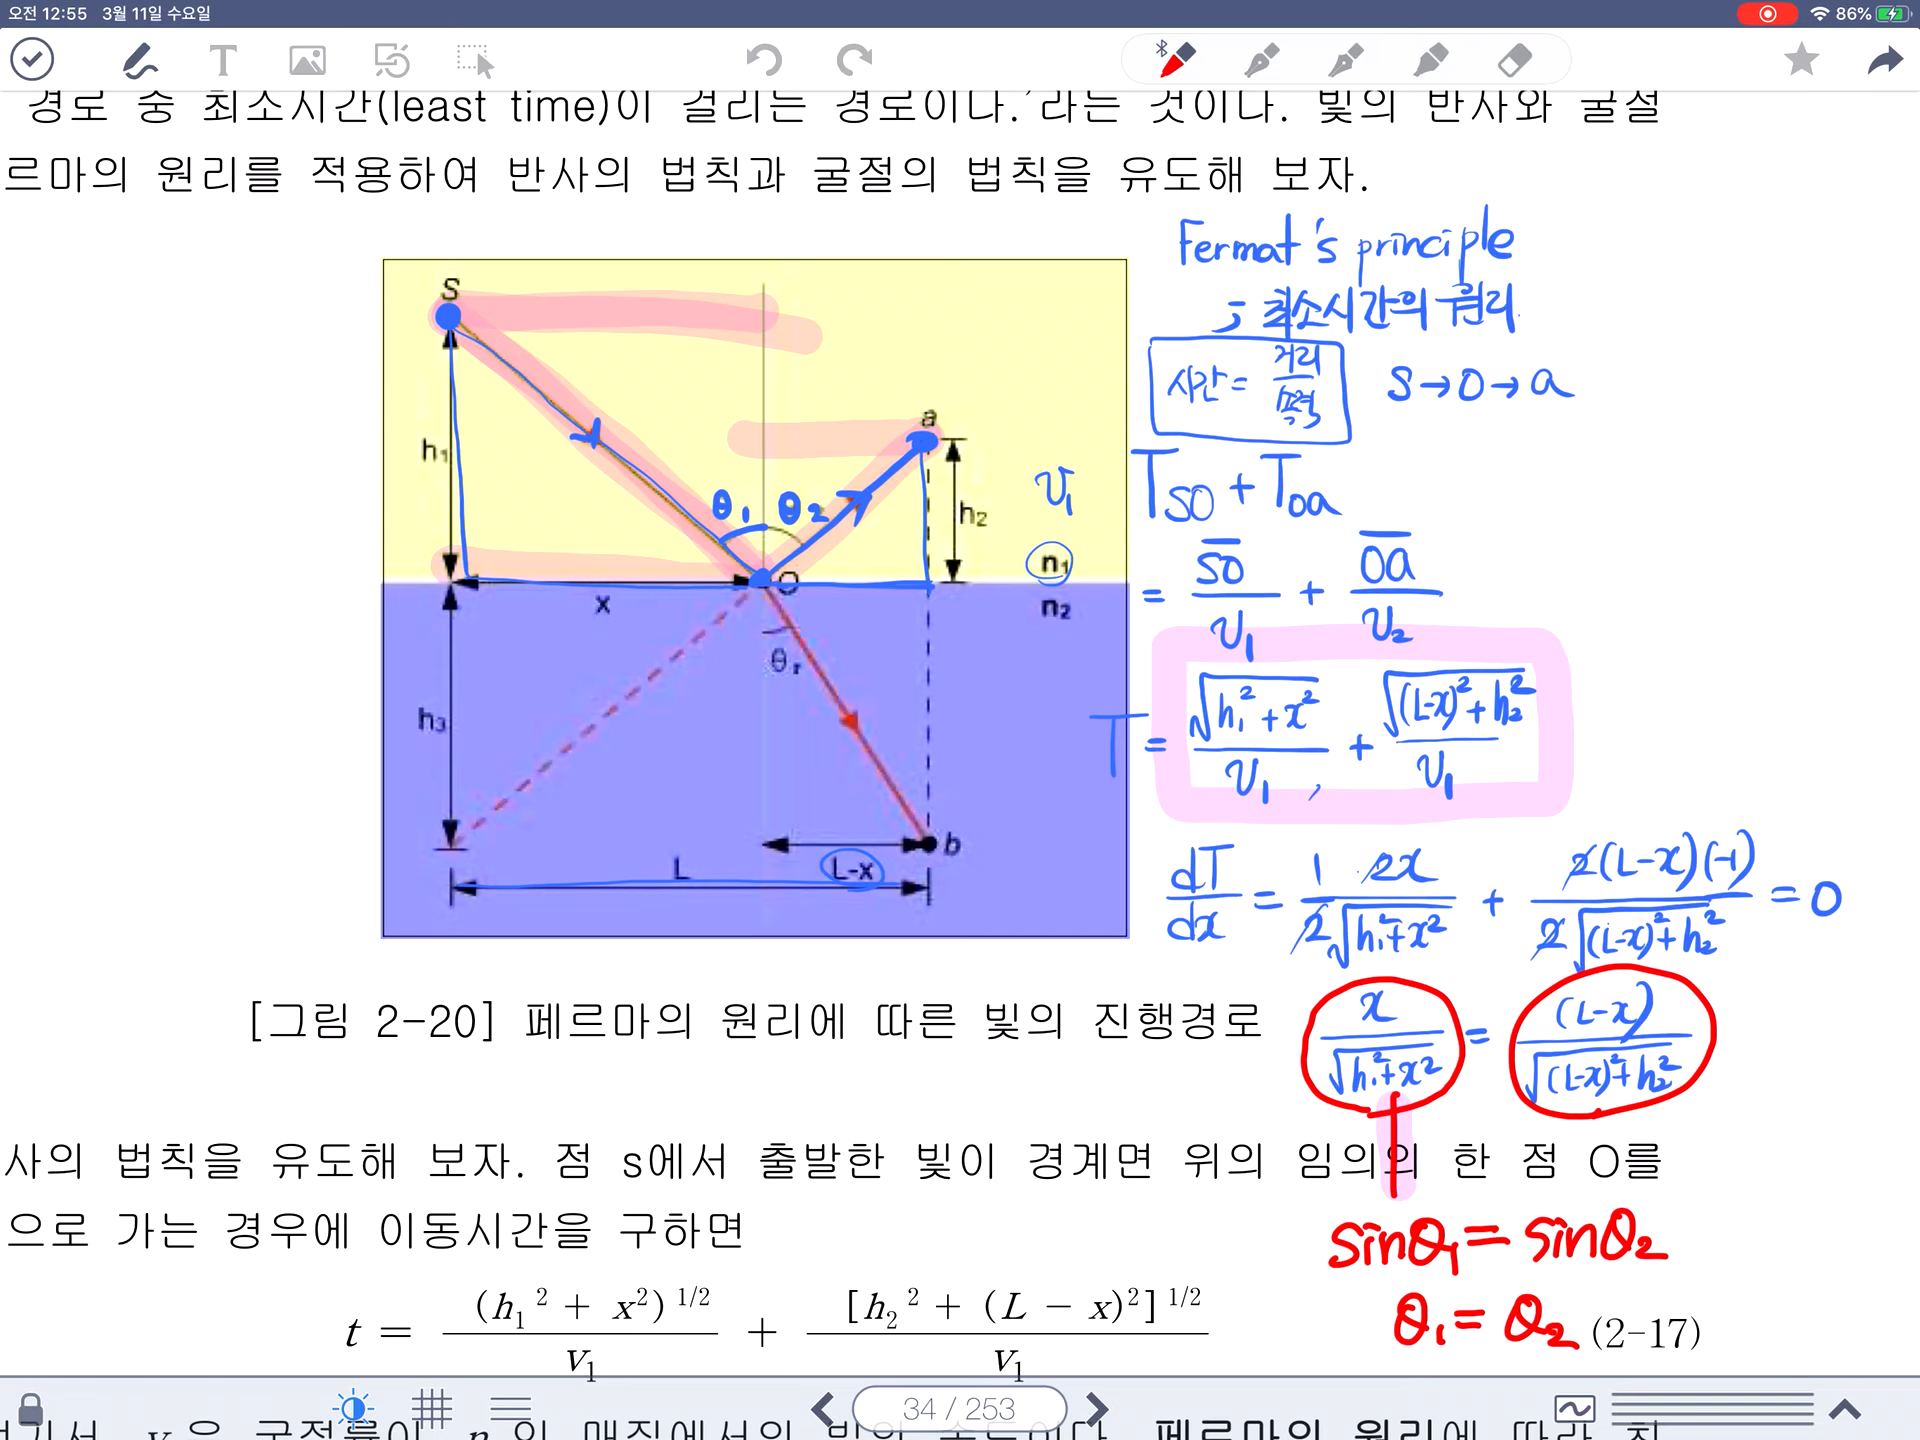 오전 12:55 3월 11일 수요일
86%
T
경로 중 최소시간(least time)이 걸리는 경로이다.'라는 것이다. 빛의 반사와 굴절
르마의 원리를 적용하여 반사의 법칙과 굴절의 법칙을 유도해 보자.
Fermat's principle
; 최소시간의 원리
시간 = 거리/속력
S→O→a
T_SO + T_Oa
= SO/v₁ + Oa/v₂
T = √(h₁²+x²)/v₁ + √((L-x)²+h₂²)/v₁
dT/dx = 1 2x/2√(h₁²+x²) + 2(L-x)(-1)/2√((L-x)²+h₂²) = 0
x/√(h₁²+x²) = (L-x)/√((L-x)²+h₂²)
sinθ₁ = sinθ₂
θ₁ = θ₂
S
a
h₁
θ₁ θ₂
h₂
v₁
n₁
O
x
n₂
θr
h₃
b
L
L-x
[그림 2-20] 페르마의 원리에 따른 빛의 진행경로
사의 법칙을 유도해 보자. 점 s에서 출발한 빛이 경계면 위의 임의의 한 점 O를
으로 가는 경우에 이동시간을 구하면
t = (h₁² + x²)^1/2 / v₁ + [h₂² + (L − x)²]^1/2 / v₁ (2-17)
34 / 253